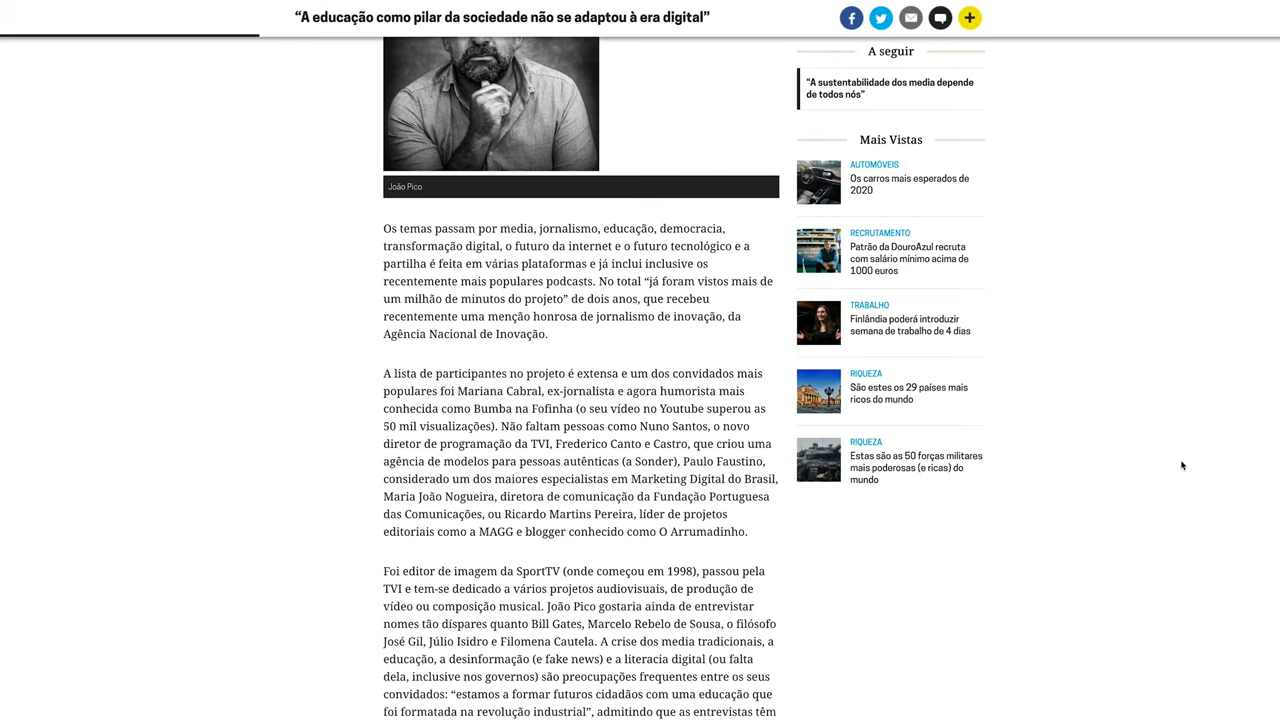 “A educação como pilar da sociedade não se adaptou à era digital”
João Pico
Os temas passam por media, jornalismo, educação, democracia,
transformação digital, o futuro da internet e o futuro tecnológico e a
partilha é feita em várias plataformas e já inclui inclusive os
recentemente mais populares podcasts. No total “já foram vistos mais de
um milhão de minutos do projeto” de dois anos, que recebeu
recentemente uma menção honrosa de jornalismo de inovação, da
Agência Nacional de Inovação.
A lista de participantes no projeto é extensa e um dos convidados mais
populares foi Mariana Cabral, ex-jornalista e agora humorista mais
conhecida como Bumba na Fofinha (o seu vídeo no Youtube superou as
50 mil visualizações). Não faltam pessoas como Nuno Santos, o novo
diretor de programação da TVI, Frederico Canto e Castro, que criou uma
agência de modelos para pessoas autênticas (a Sonder), Paulo Faustino,
considerado um dos maiores especialistas em Marketing Digital do Brasil,
Maria João Nogueira, diretora de comunicação da Fundação Portuguesa
das Comunicações, ou Ricardo Martins Pereira, líder de projetos
editoriais como a MAGG e blogger conhecido como O Arrumadinho.
Foi editor de imagem da SportTV (onde começou em 1998), passou pela
TVI e tem-se dedicado a vários projetos audiovisuais, de produção de
vídeo ou composição musical. João Pico gostaria ainda de entrevistar
nomes tão díspares quanto Bill Gates, Marcelo Rebelo de Sousa, o filósofo
José Gil, Júlio Isidro e Filomena Cautela. A crise dos media tradicionais, a
educação, a desinformação (e fake news) e a literacia digital (ou falta
dela, inclusive nos governos) são preocupações frequentes entre os seus
convidados: “estamos a formar futuros cidadãos com uma educação que
foi formatada na revolução industrial”, admitindo que as entrevistas têm
A seguir
“A sustentabilidade dos media depende
de todos nós”
Mais Vistas
AUTOMÓVEIS
Os carros mais esperados de
2020
RECRUTAMENTO
Patrão da DouroAzul recruta
com salário mínimo acima de
1000 euros
TRABALHO
Finlândia poderá introduzir
semana de trabalho de 4 dias
RIQUEZA
São estes os 29 países mais
ricos do mundo
RIQUEZA
Estas são as 50 forças militares
mais poderosas (e ricas) do
mundo